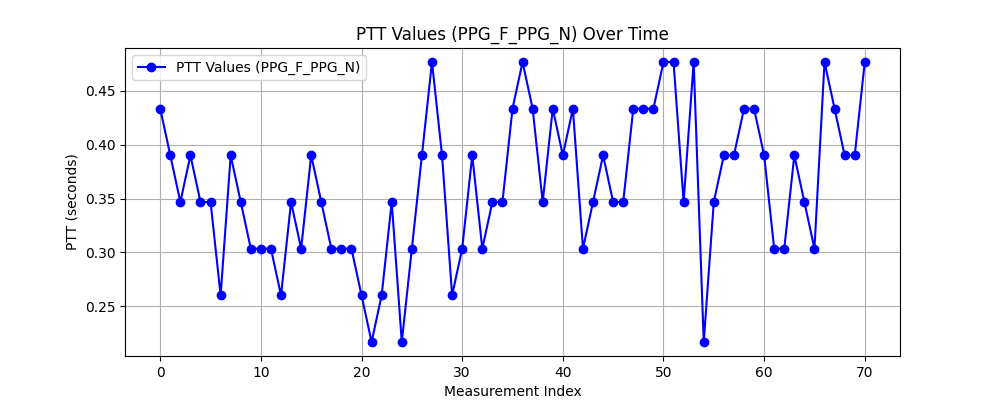 PTT Values (PPG_F_PPG_N) Over Time
PTT Values (PPG_F_PPG_N)
PTT (seconds)
0.45
0.40
0.35
0.30
0.25
0 10 20 30 40 50 60 70
Measurement Index